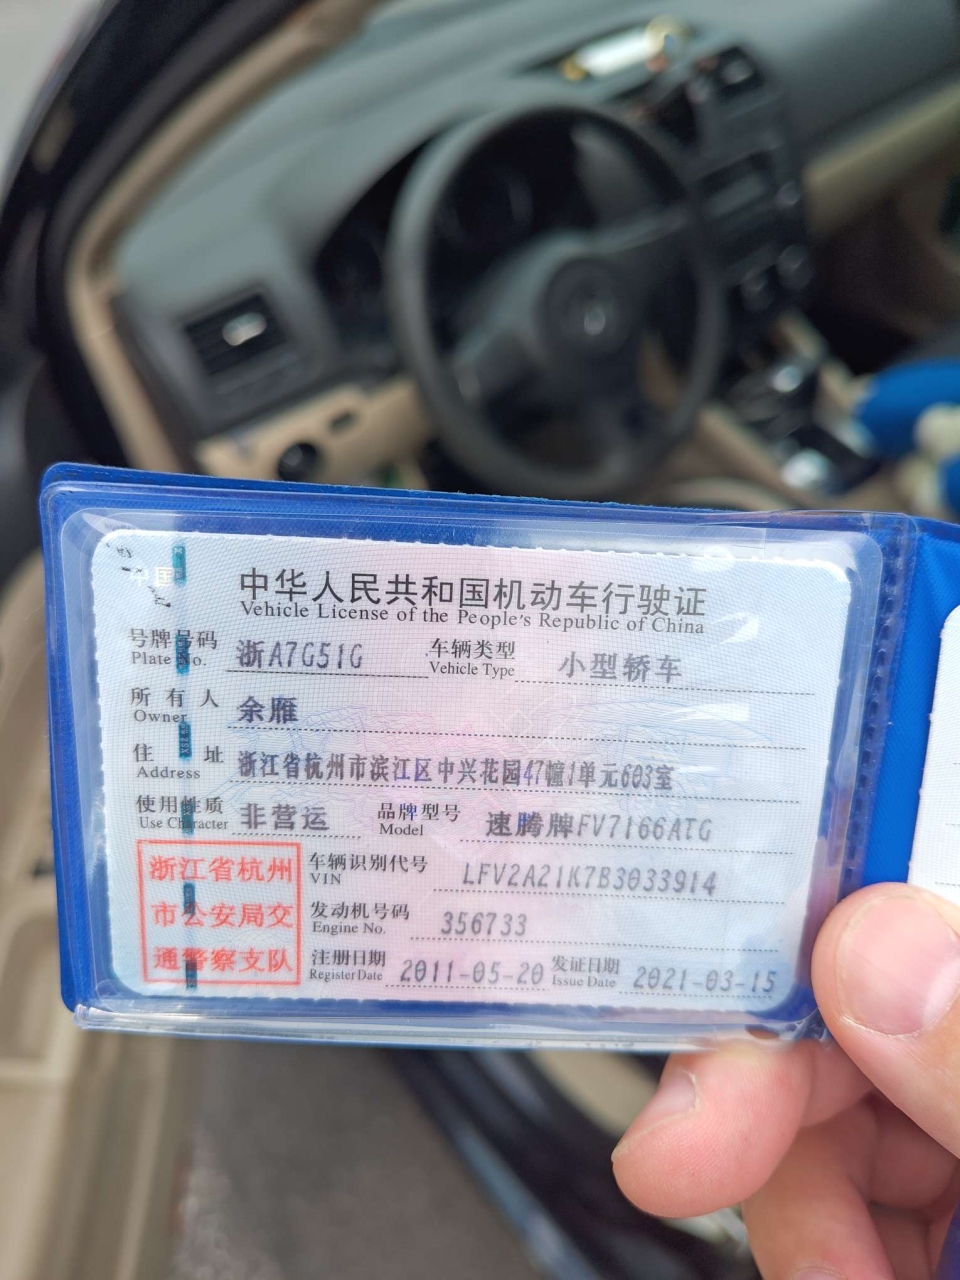 中国
中华人民共和国机动车行驶证
Vehicle License of the People's Republic of China
号牌号码 浙A7G51G 车辆类型 小型轿车
Plate No. Vehicle Type
所有人 余雁
Owner
住址 浙江省杭州市滨江区中兴花园47幢1单元603室
Address
使用性质 非营运 品牌型号 速腾牌FV7166ATG
Use Character Model
浙江省杭州
市公安局交
通警察支队
车辆识别代号 LFV2A21K7B3033914
VIN
发动机号码 356733
Engine No.
注册日期 2011-05-20 发证日期 2021-03-15
Register Date Issue Date